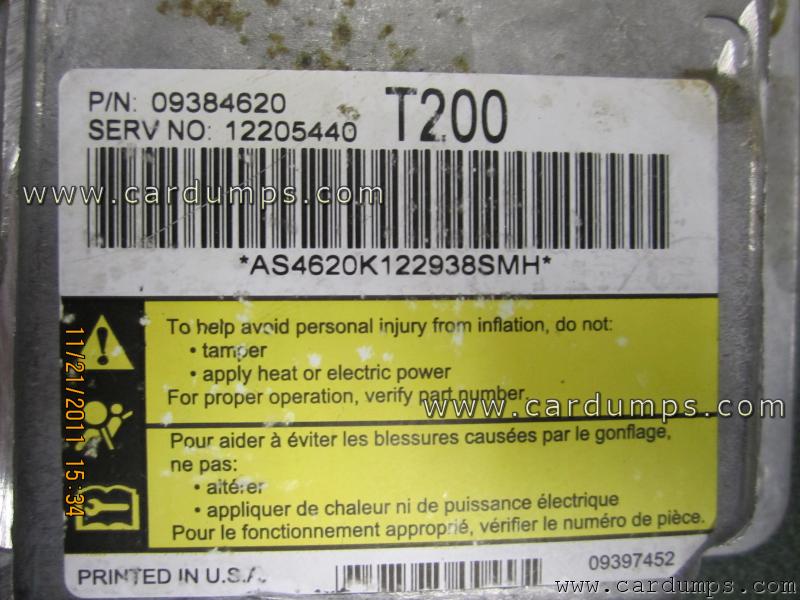 P/N: 09384620 T200
SERV NO: 12205440
www.cardumps.com
*AS4620K122938SMH*
To help avoid personal injury from inflation, do not:
• tamper
• apply heat or electric power
For proper operation, verify part number.
www.cardumps.com
Pour aider à éviter les blessures causées par le gonflage,
ne pas:
• altérer
• appliquer de chaleur ni de puissance électrique
Pour le fonctionnement approprié, vérifier le numéro de pièce.
PRINTED IN U.S.A.
09397452
www.cardumps.com
11/21/2011 15:34